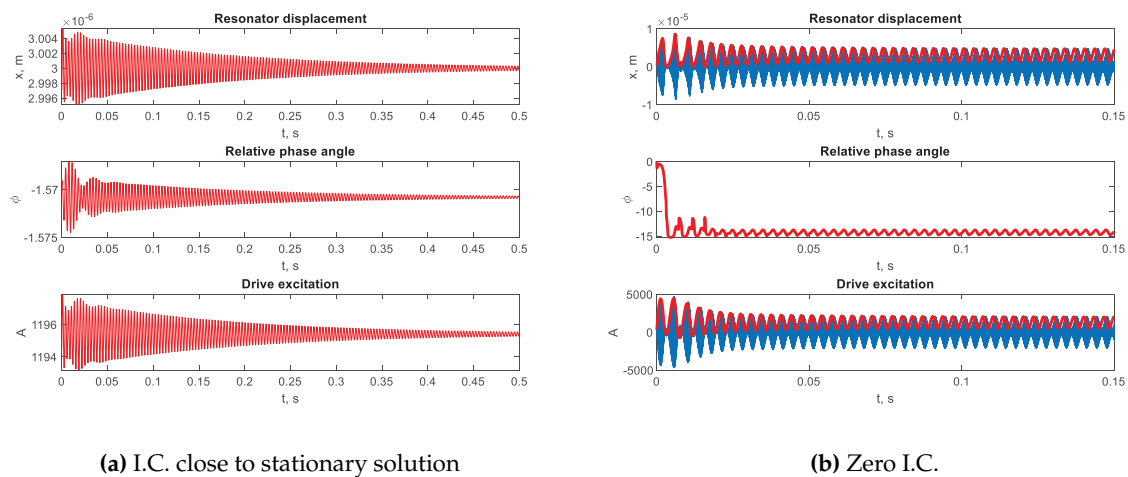 Resonator displacement
×10⁻⁶
3.004
3.002
3
2.998
2.996
x, m
0 0.05 0.1 0.15 0.2 0.25 0.3 0.35 0.4 0.45 0.5
t, s
Relative phase angle
-1.57
-1.575
ϕ
0 0.05 0.1 0.15 0.2 0.25 0.3 0.35 0.4 0.45 0.5
t, s
Drive excitation
1196
1194
A
0 0.05 0.1 0.15 0.2 0.25 0.3 0.35 0.4 0.45 0.5
t, s
(a) I.C. close to stationary solution
Resonator displacement
×10⁻⁵
1
0
-1
x, m
0 0.05 0.1 0.15
t, s
Relative phase angle
0
-5
-10
-15
ϕ
0 0.05 0.1 0.15
t, s
Drive excitation
5000
0
-5000
A
0 0.05 0.1 0.15
t, s
(b) Zero I.C.